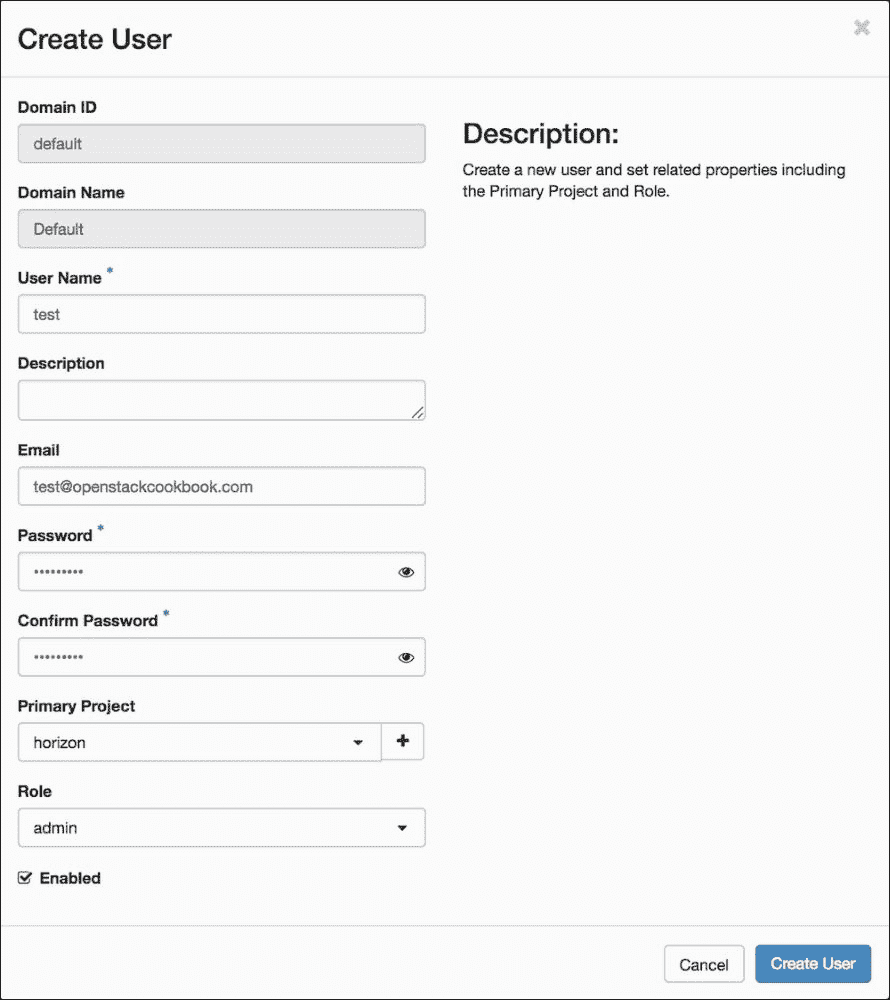 Create User
Domain ID
default
Domain Name
Default
User Name *
test
Description
Email
test@openstackcookbook.com
Password *
•••••••••
Confirm Password *
•••••••••
Primary Project
horizon
Role
admin
Enabled
Description:
Create a new user and set related properties including
the Primary Project and Role.
Cancel
Create User